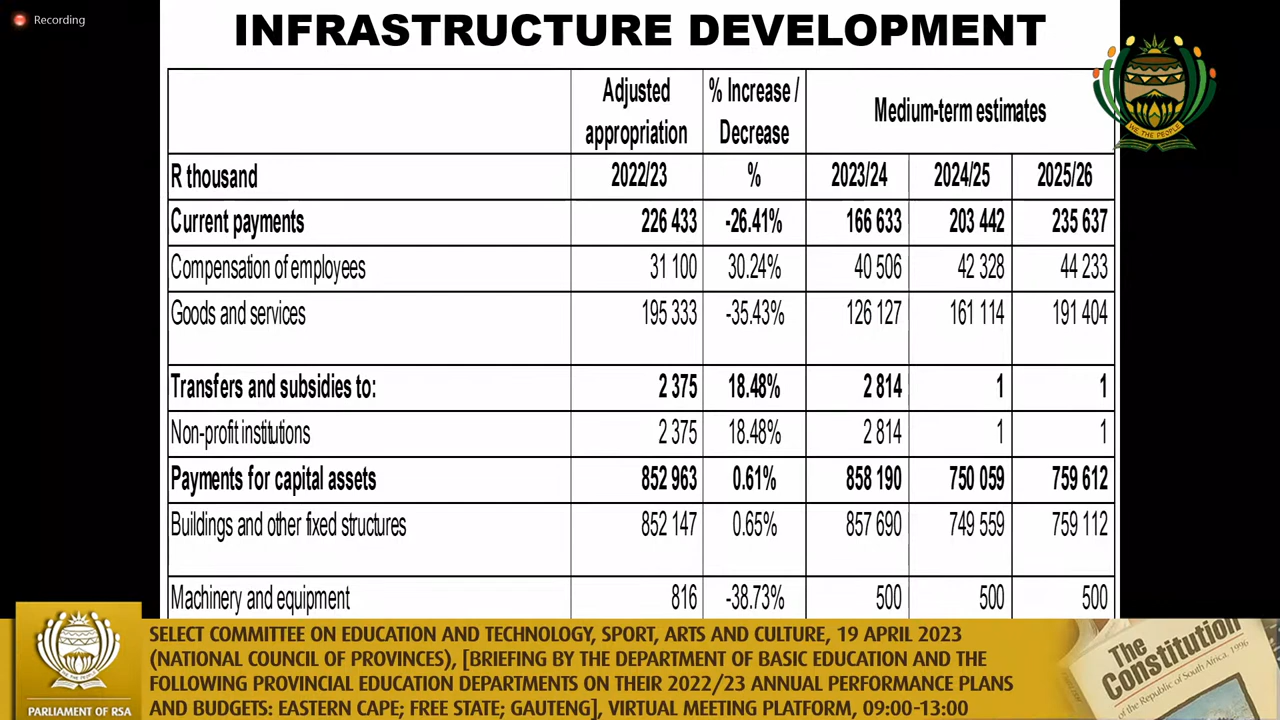 Recording
INFRASTRUCTURE DEVELOPMENT
Adjusted appropriation % Increase / Decrease Medium-term estimates
R thousand 2022/23 % 2023/24 2024/25 2025/26
Current payments 226 433 -26.41% 166 633 203 442 235 637
Compensation of employees 31 100 30.24% 40 506 42 328 44 233
Goods and services 195 333 -35.43% 126 127 161 114 191 404
Transfers and subsidies to: 2 375 18.48% 2 814 1 1
Non-profit institutions 2 375 18.48% 2 814 1 1
Payments for capital assets 852 963 0.61% 858 190 750 059 759 612
Buildings and other fixed structures 852 147 0.65% 857 690 749 559 759 112
Machinery and equipment 816 -38.73% 500 500 500
WE, THE PEOPLE
SELECT COMMITTEE ON EDUCATION AND TECHNOLOGY, SPORT, ARTS AND CULTURE, 19 APRIL 2023
(NATIONAL COUNCIL OF PROVINCES), [BRIEFING BY THE DEPARTMENT OF BASIC EDUCATION AND THE
FOLLOWING PROVINCIAL EDUCATION DEPARTMENTS ON THEIR 2022/23 ANNUAL PERFORMANCE PLANS
AND BUDGETS: EASTERN CAPE; FREE STATE; GAUTENG], VIRTUAL MEETING PLATFORM, 09:00-13:00
PARLIAMENT OF RSA
The
Constitution
of the Republic of South Africa, 1996